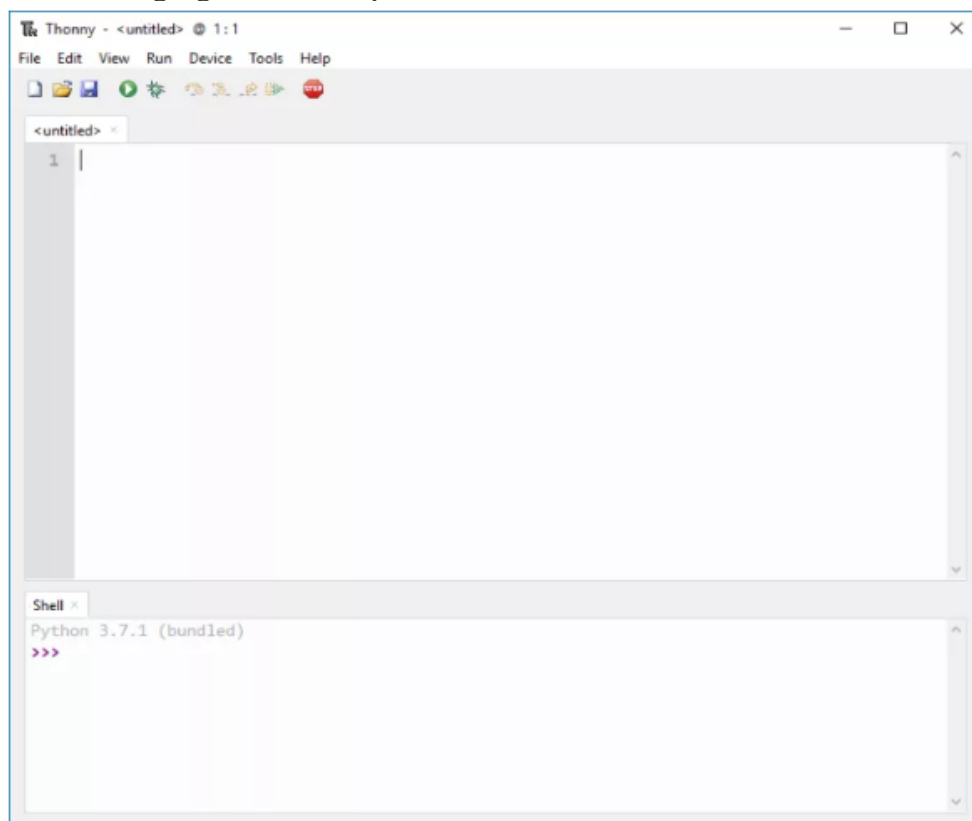 Thonny - <untitled> @ 1:1
File Edit View Run Device Tools Help
STOP
<untitled> ×
1
Shell ×
Python 3.7.1 (bundled)
>>>